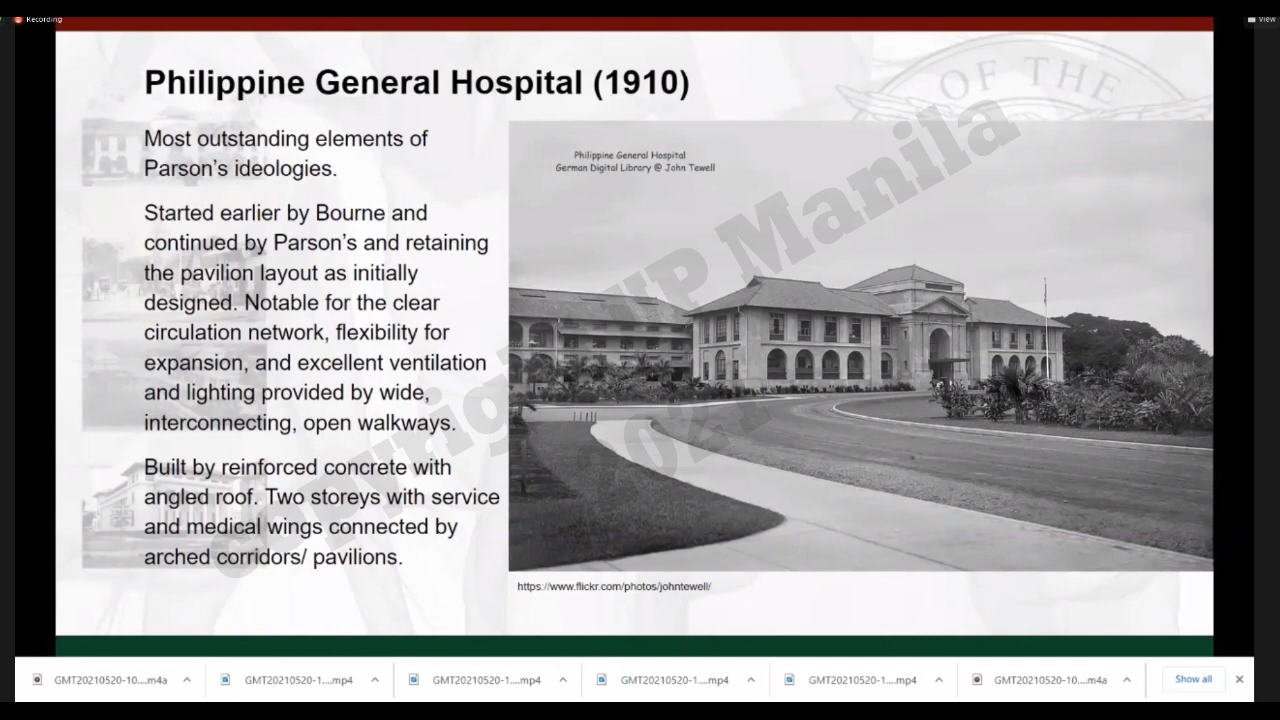 Recording
View
OF THE
Philippine General Hospital (1910)
Most outstanding elements of
Parson's ideologies.
Started earlier by Bourne and
continued by Parson's and retaining
the pavilion layout as initially
designed. Notable for the clear
circulation network, flexibility for
expansion, and excellent ventilation
and lighting provided by wide,
interconnecting, open walkways.
Built by reinforced concrete with
angled roof. Two storeys with service
and medical wings connected by
arched corridors/ pavilions.
Philippine General Hospital
German Digital Library @ John Tewell
UP Manila
https://www.flickr.com/photos/johntewell/
GMT20210520-10....m4a
GMT20210520-1....mp4
GMT20210520-1....mp4
GMT20210520-1....mp4
GMT20210520-1....mp4
GMT20210520-10....m4a
Show all